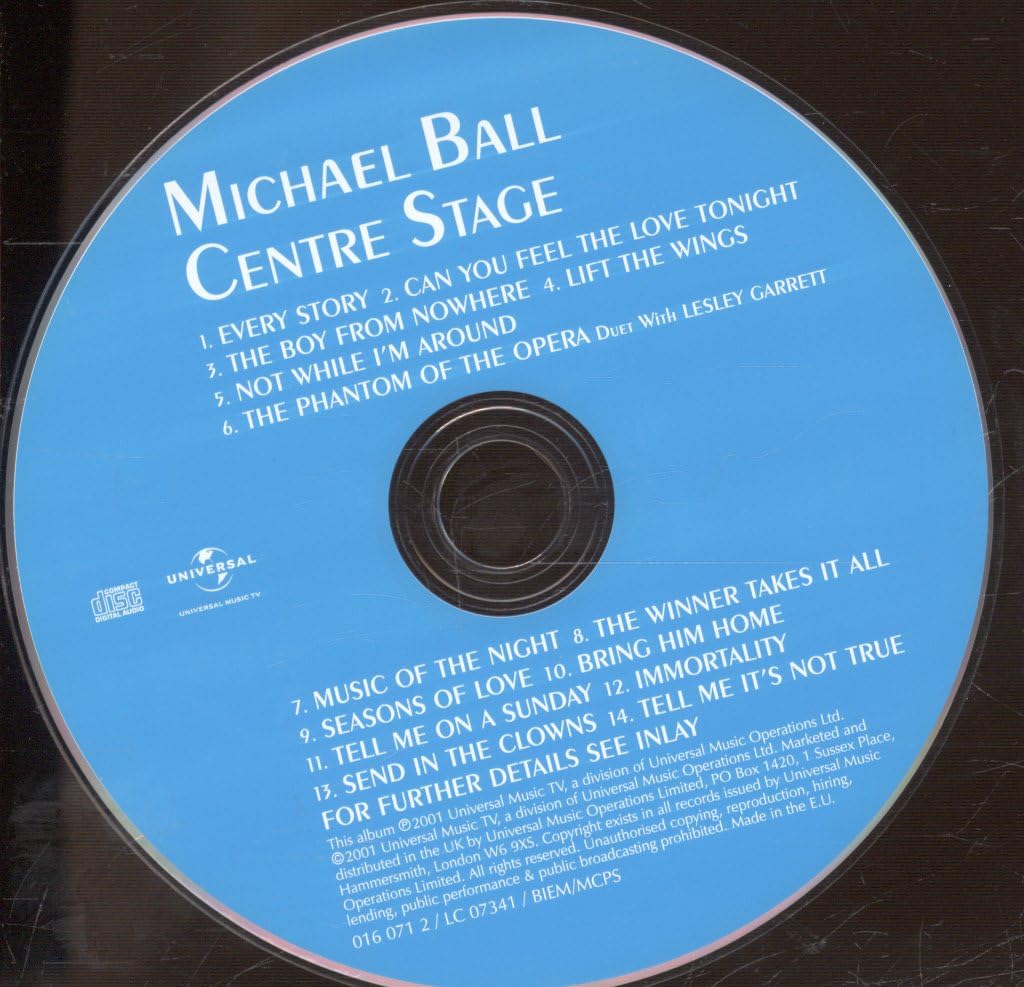 MICHAEL BALL
CENTRE STAGE
1. EVERY STORY 2. CAN YOU FEEL THE LOVE TONIGHT
3. THE BOY FROM NOWHERE 4. LIFT THE WINGS
5. NOT WHILE I'M AROUND
6. THE PHANTOM OF THE OPERA DUET WITH LESLEY GARRETT
COMPACT
disc
DIGITAL AUDIO
UNIVERSAL
UNIVERSAL MUSIC TV
7. MUSIC OF THE NIGHT 8. THE WINNER TAKES IT ALL
9. SEASONS OF LOVE 10. BRING HIM HOME
11. TELL ME ON A SUNDAY 12. IMMORTALITY
13. SEND IN THE CLOWNS 14. TELL ME IT'S NOT TRUE
FOR FURTHER DETAILS SEE INLAY
This album ℗2001 Universal Music TV, a division of Universal Music Operations Ltd.
©2001 Universal Music TV, a division of Universal Music Operations Ltd. Marketed and
distributed in the UK by Universal Music Operations Limited, PO Box 1420, 1 Sussex Place,
Hammersmith, London W6 9XS. Copyright exists in all records issued by Universal Music
Operations Limited. All rights reserved. Unauthorised copying, reproduction, hiring,
lending, public performance & public broadcasting prohibited. Made in the E.U.
016 071 2 / LC 07341 / BIEM/MCPS